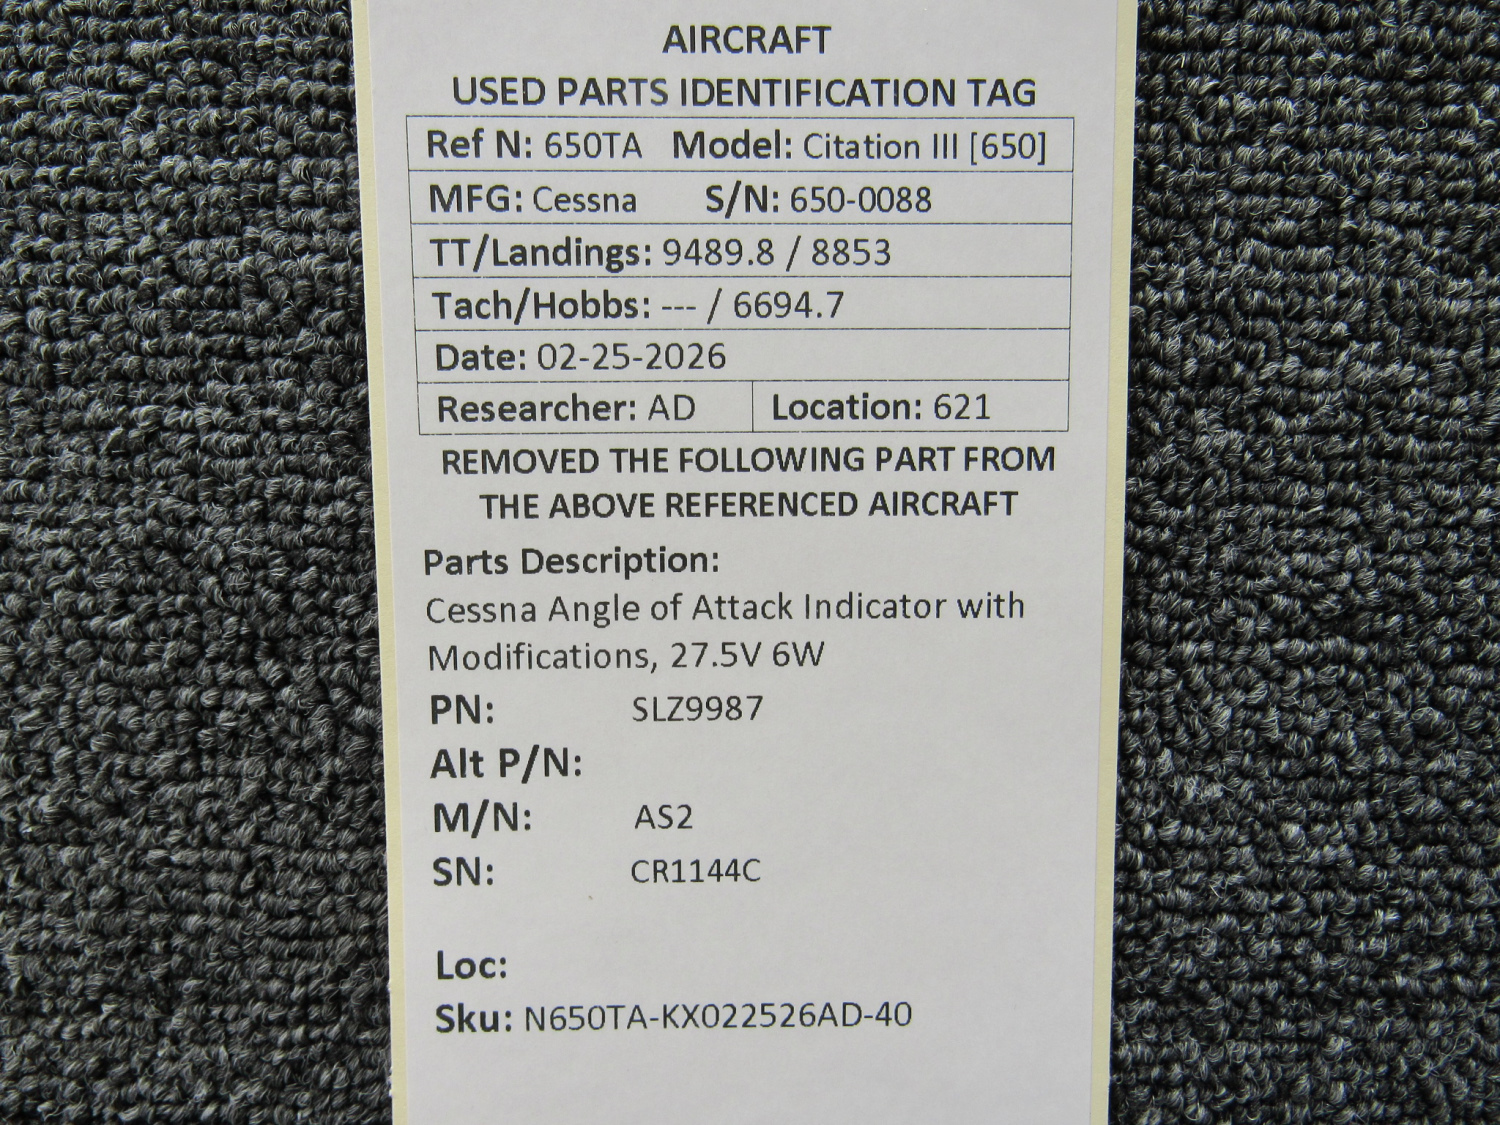 AIRCRAFT
USED PARTS IDENTIFICATION TAG
Ref N: 650TA Model: Citation III [650]
MFG: Cessna S/N: 650-0088
TT/Landings: 9489.8 / 8853
Tach/Hobbs: --- / 6694.7
Date: 02-25-2026
Researcher: AD Location: 621
REMOVED THE FOLLOWING PART FROM
THE ABOVE REFERENCED AIRCRAFT
Parts Description:
Cessna Angle of Attack Indicator with
Modifications, 27.5V 6W
PN: SLZ9987
Alt P/N:
M/N: AS2
SN: CR1144C
Loc:
Sku: N650TA-KX022526AD-40